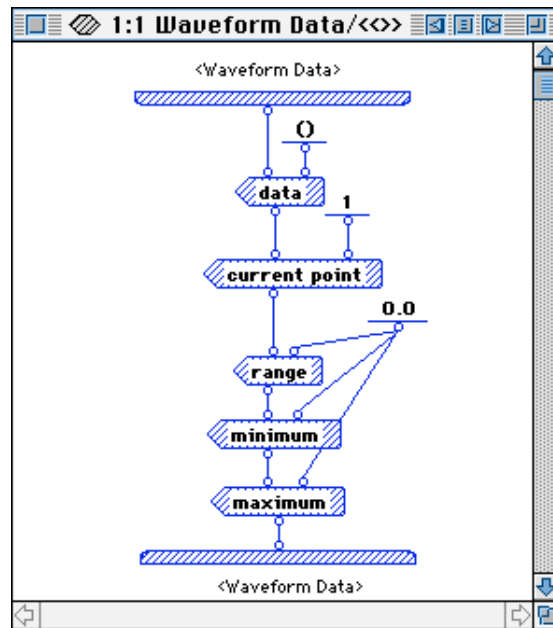 1:1 Waveform Data/<<>>
<Waveform Data>
()
data
1
current point
0.0
range
minimum
maximum
<Waveform Data>